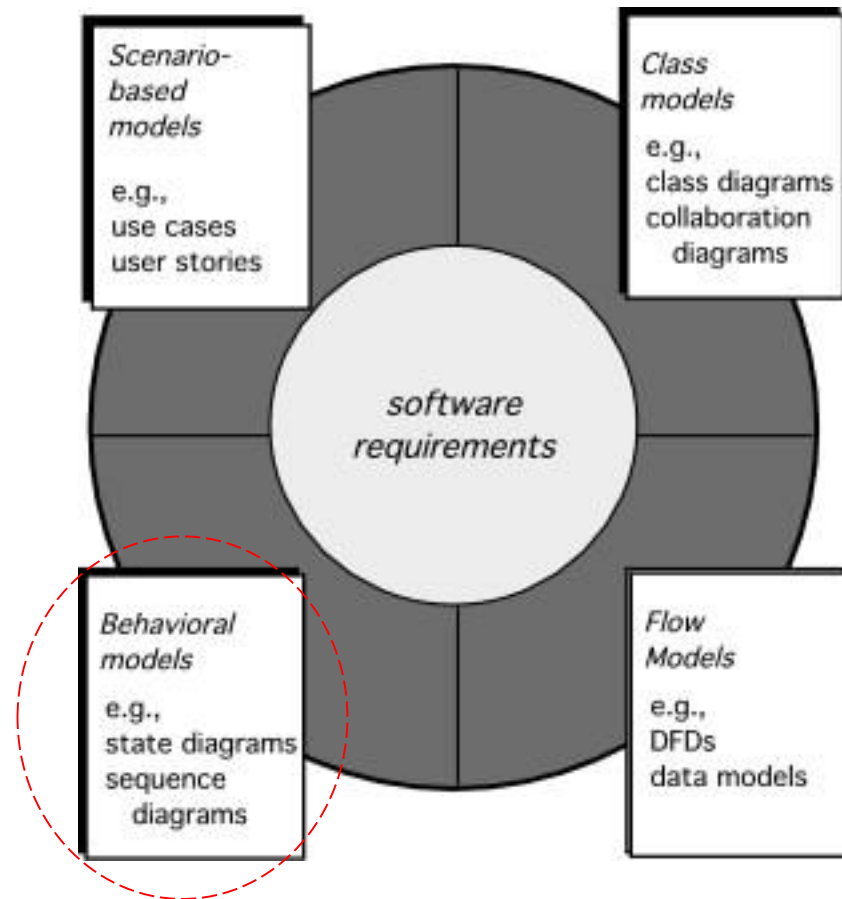 Scenario-
based
models
e.g.,
use cases
user stories
Class
models
e.g.,
class diagrams
collaboration
diagrams
software
requirements
Behavioral
models
e.g.,
state diagrams
sequence
diagrams
Flow
Models
e.g.,
DFDs
data models